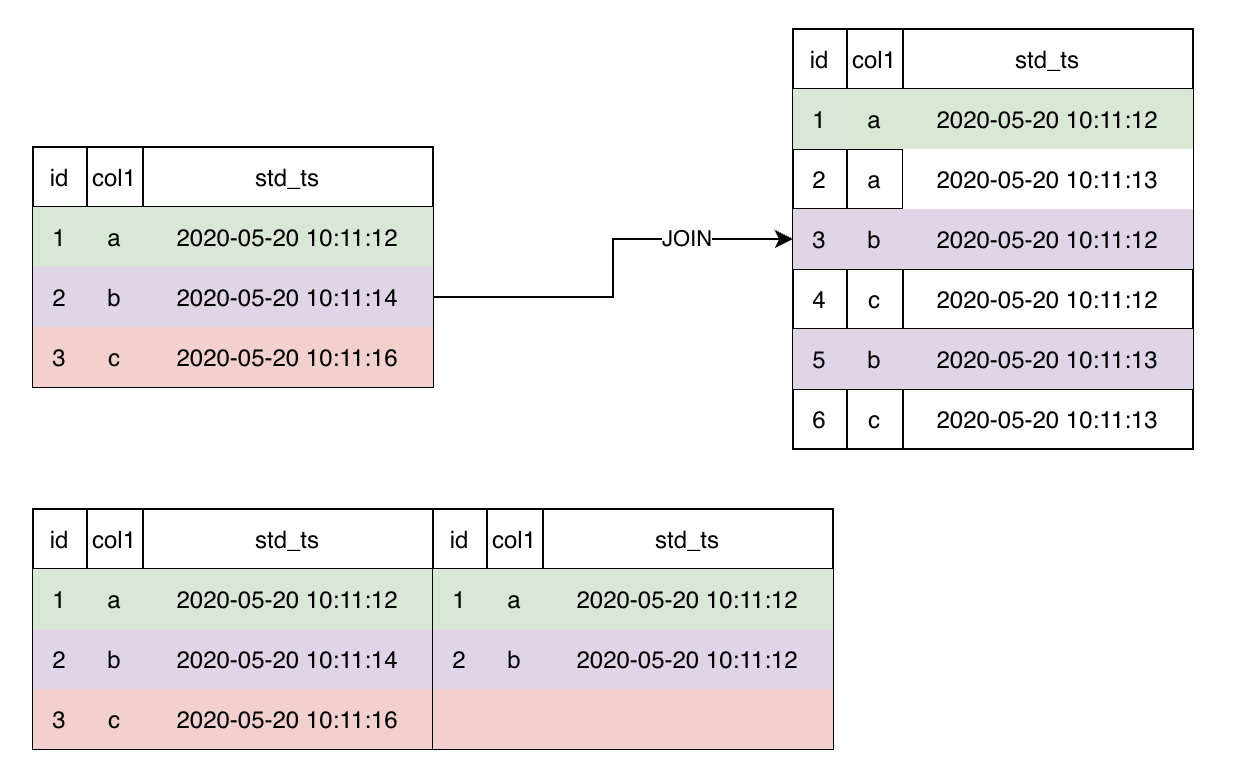 id col1 std_ts
1 a 2020-05-20 10:11:12
2 b 2020-05-20 10:11:14
3 c 2020-05-20 10:11:16
JOIN
id col1 std_ts
1 a 2020-05-20 10:11:12
2 a 2020-05-20 10:11:13
3 b 2020-05-20 10:11:12
4 c 2020-05-20 10:11:12
5 b 2020-05-20 10:11:13
6 c 2020-05-20 10:11:13
id col1 std_ts id col1 std_ts
1 a 2020-05-20 10:11:12 1 a 2020-05-20 10:11:12
2 b 2020-05-20 10:11:14 2 b 2020-05-20 10:11:12
3 c 2020-05-20 10:11:16